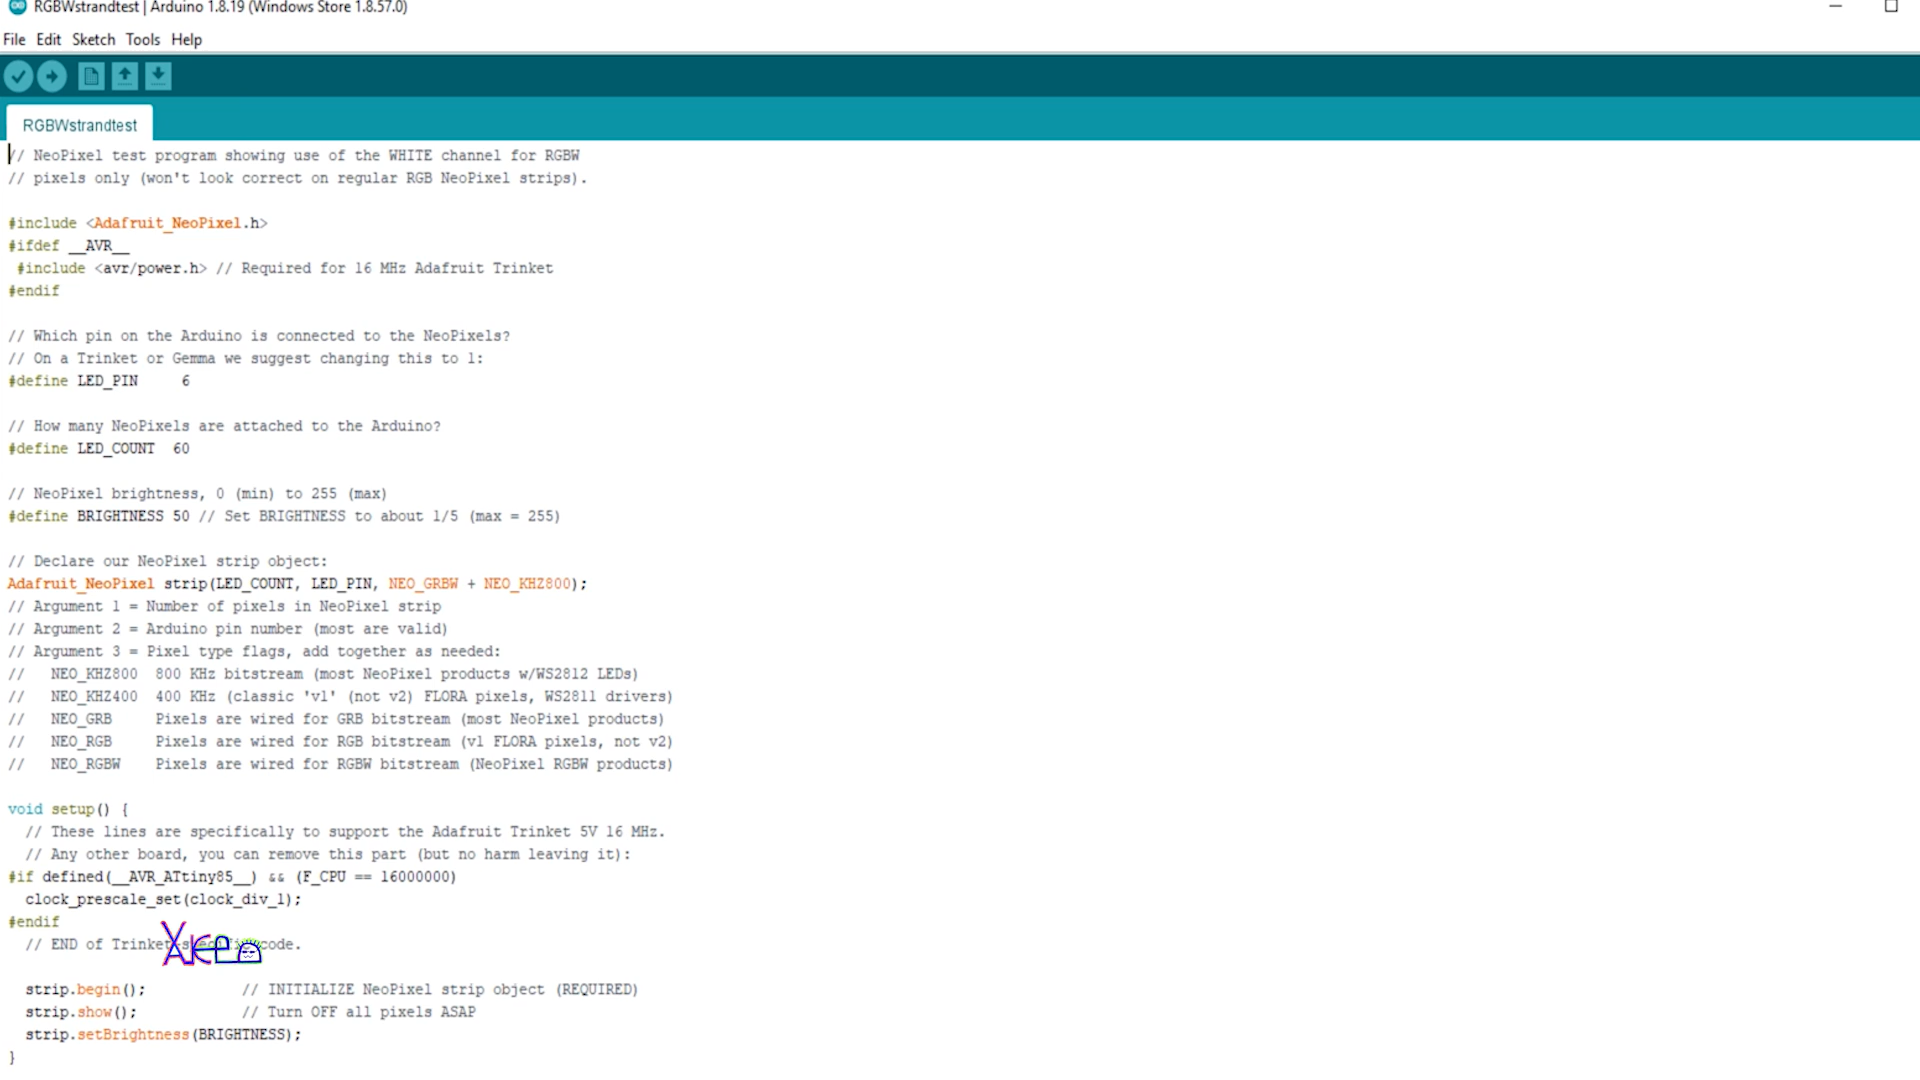 RGBWstrandtest | Arduino 1.8.19 (Windows Store 1.8.57.0)
File Edit Sketch Tools Help
RGBWstrandtest
// NeoPixel test program showing use of the WHITE channel for RGBW
// pixels only (won't look correct on regular RGB NeoPixel strips).
#include <Adafruit_NeoPixel.h>
#ifdef __AVR__
#include <avr/power.h> // Required for 16 MHz Adafruit Trinket
#endif
// Which pin on the Arduino is connected to the NeoPixels?
// On a Trinket or Gemma we suggest changing this to 1:
#define LED_PIN 6
// How many NeoPixels are attached to the Arduino?
#define LED_COUNT 60
// NeoPixel brightness, 0 (min) to 255 (max)
#define BRIGHTNESS 50 // Set BRIGHTNESS to about 1/5 (max = 255)
// Declare our NeoPixel strip object:
Adafruit_NeoPixel strip(LED_COUNT, LED_PIN, NEO_GRBW + NEO_KHZ800);
// Argument 1 = Number of pixels in NeoPixel strip
// Argument 2 = Arduino pin number (most are valid)
// Argument 3 = Pixel type flags, add together as needed:
// NEO_KHZ800 800 KHz bitstream (most NeoPixel products w/WS2812 LEDs)
// NEO_KHZ400 400 KHz (classic 'v1' (not v2) FLORA pixels, WS2811 drivers)
// NEO_GRB Pixels are wired for GRB bitstream (most NeoPixel products)
// NEO_RGB Pixels are wired for RGB bitstream (v1 FLORA pixels, not v2)
// NEO_RGBW Pixels are wired for RGBW bitstream (NeoPixel RGBW products)
void setup() {
// These lines are specifically to support the Adafruit Trinket 5V 16 MHz.
// Any other board, you can remove this part (but no harm leaving it):
#if defined(__AVR_ATtiny85__) && (F_CPU == 16000000)
clock_prescale_set(clock_div_1);
#endif
// END of Trinket-specific code.
strip.begin(); // INITIALIZE NeoPixel strip object (REQUIRED)
strip.show(); // Turn OFF all pixels ASAP
strip.setBrightness(BRIGHTNESS);
}